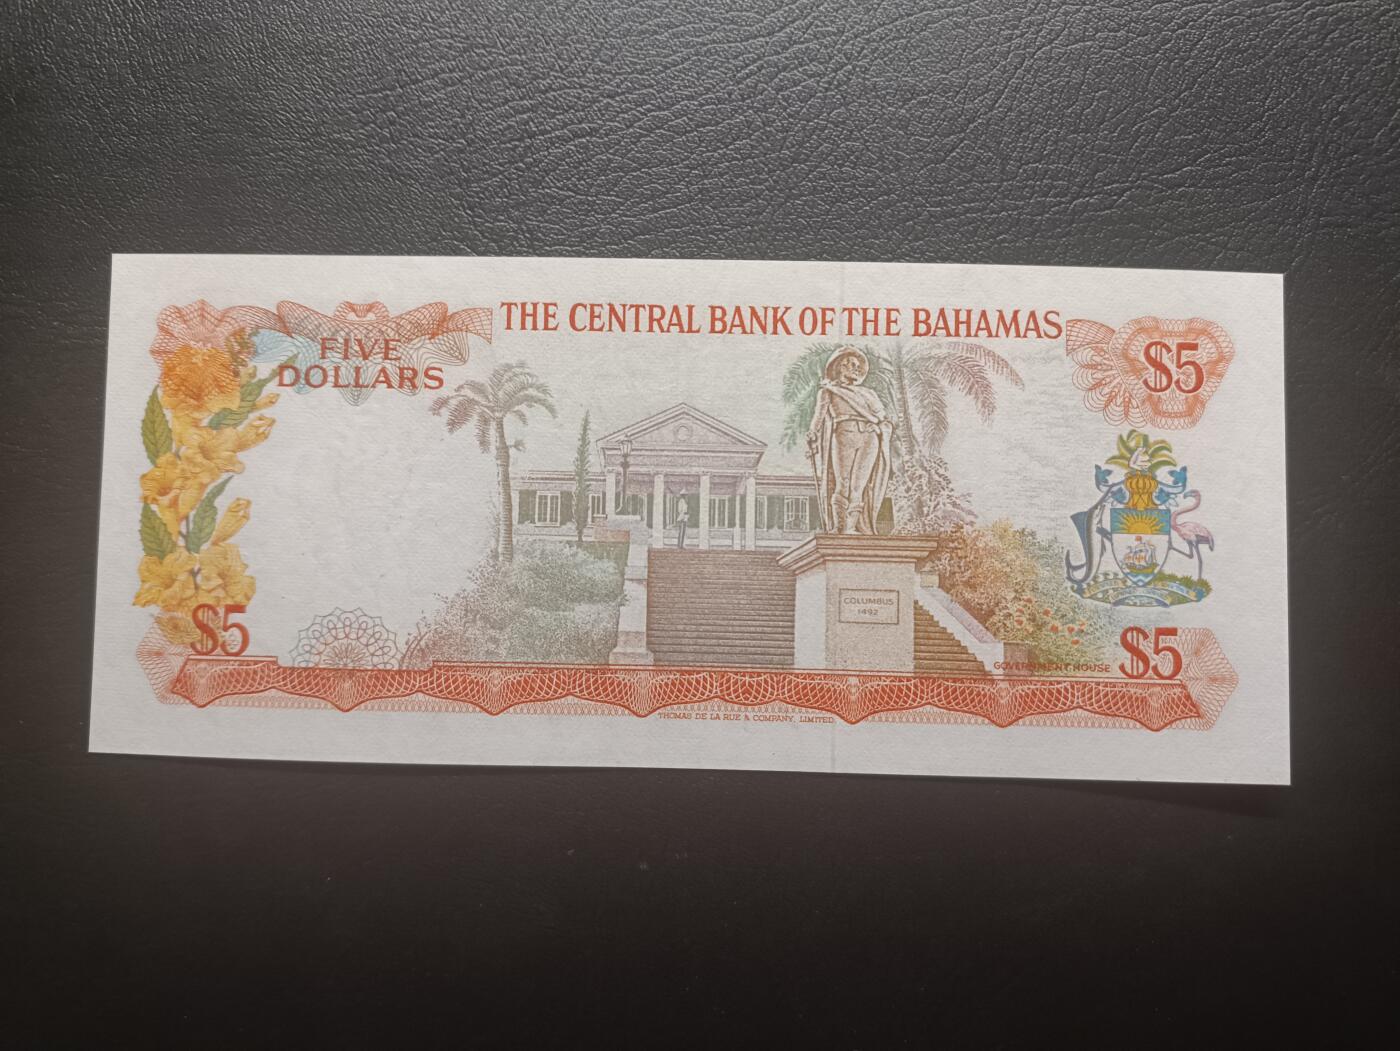 THE CENTRAL BANK OF THE BAHAMAS
FIVE
DOLLARS
$5
COLUMBUS
1492
$5
GOVERNMENT HOUSE
$5
THOMAS DE LA RUE & COMPANY, LIMITED